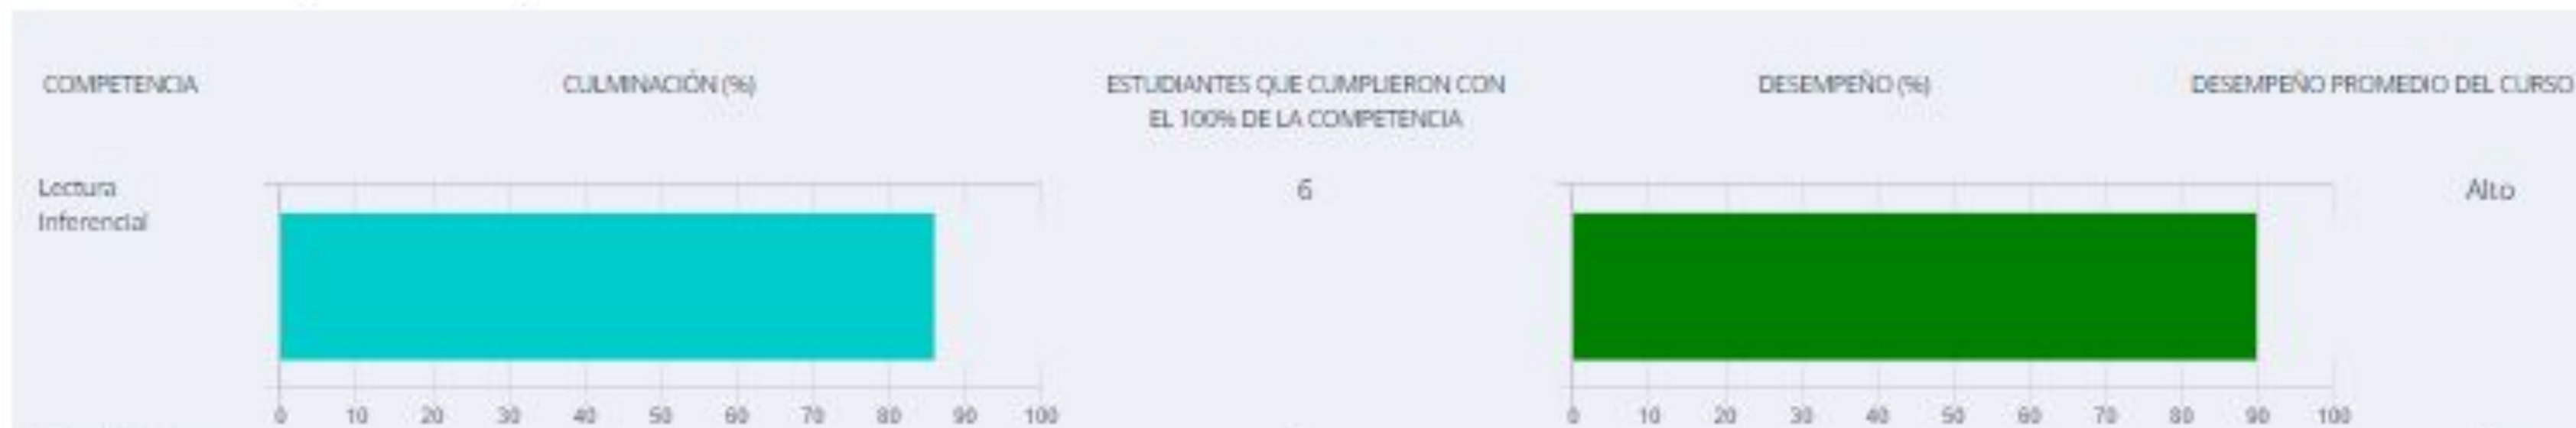 COMPETENCIA
CULMINACIÓN (%)
ESTUDIANTES QUE CUMPLIERON CON
EL 100% DE LA COMPETENCIA
DESEMPEÑO (%)
DESEMPEÑO PROMEDIO DEL CURSO
Lectura
Inferencial
6
Alto
0 10 20 30 40 50 60 70 80 90 100
0 10 20 30 40 50 60 70 80 90 100